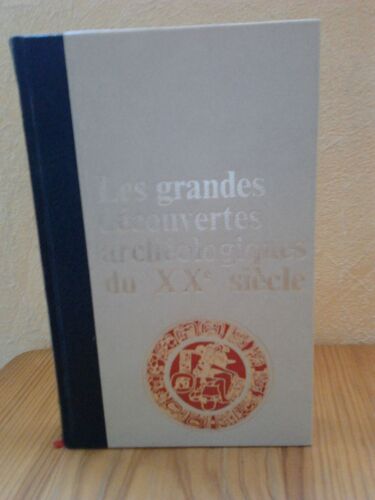 Les grandes
découvertes
archéologiques
du XXᵉ siècle